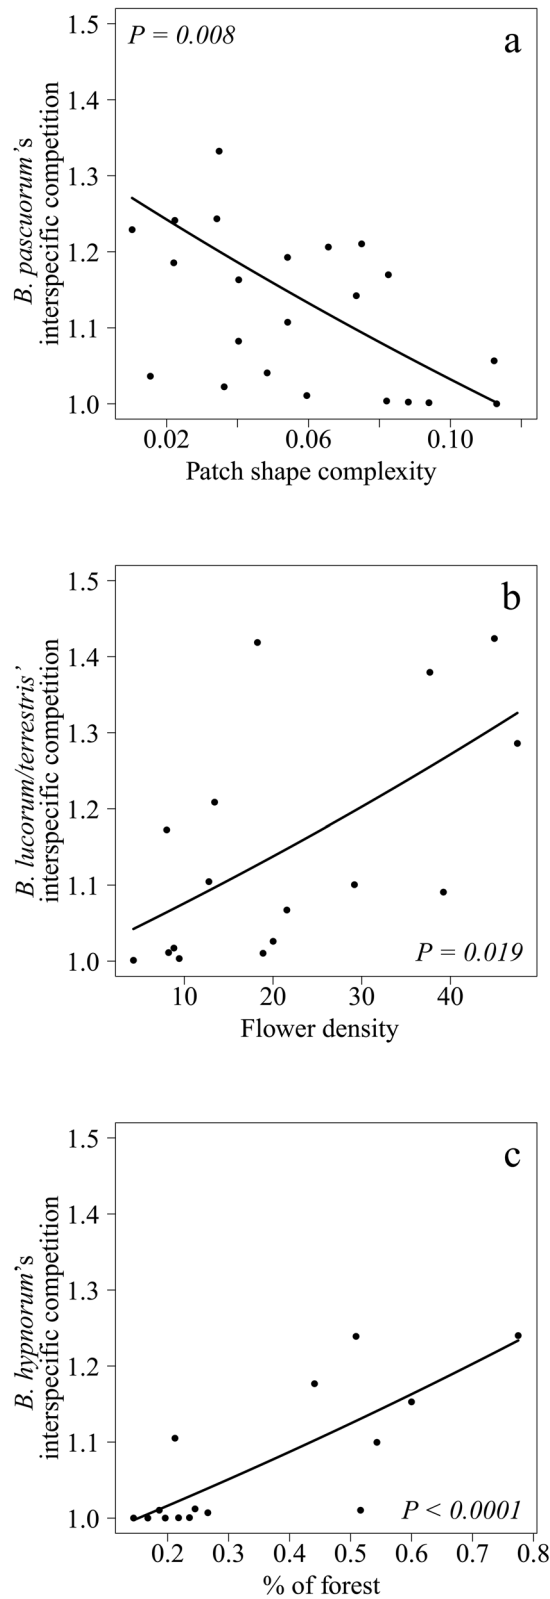 P = 0.008
a
B. pascuorum's
interspecific competition
1.5
1.4
1.3
1.2
1.1
1.0
0.02 0.06 0.10
Patch shape complexity
b
B. lucorum/terrestris'
interspecific competition
1.5
1.4
1.3
1.2
1.1
1.0
P = 0.019
10 20 30 40
Flower density
c
B. hypnorum's
interspecific competition
1.5
1.4
1.3
1.2
1.1
1.0
P < 0.0001
0.2 0.3 0.4 0.5 0.6 0.7 0.8
% of forest